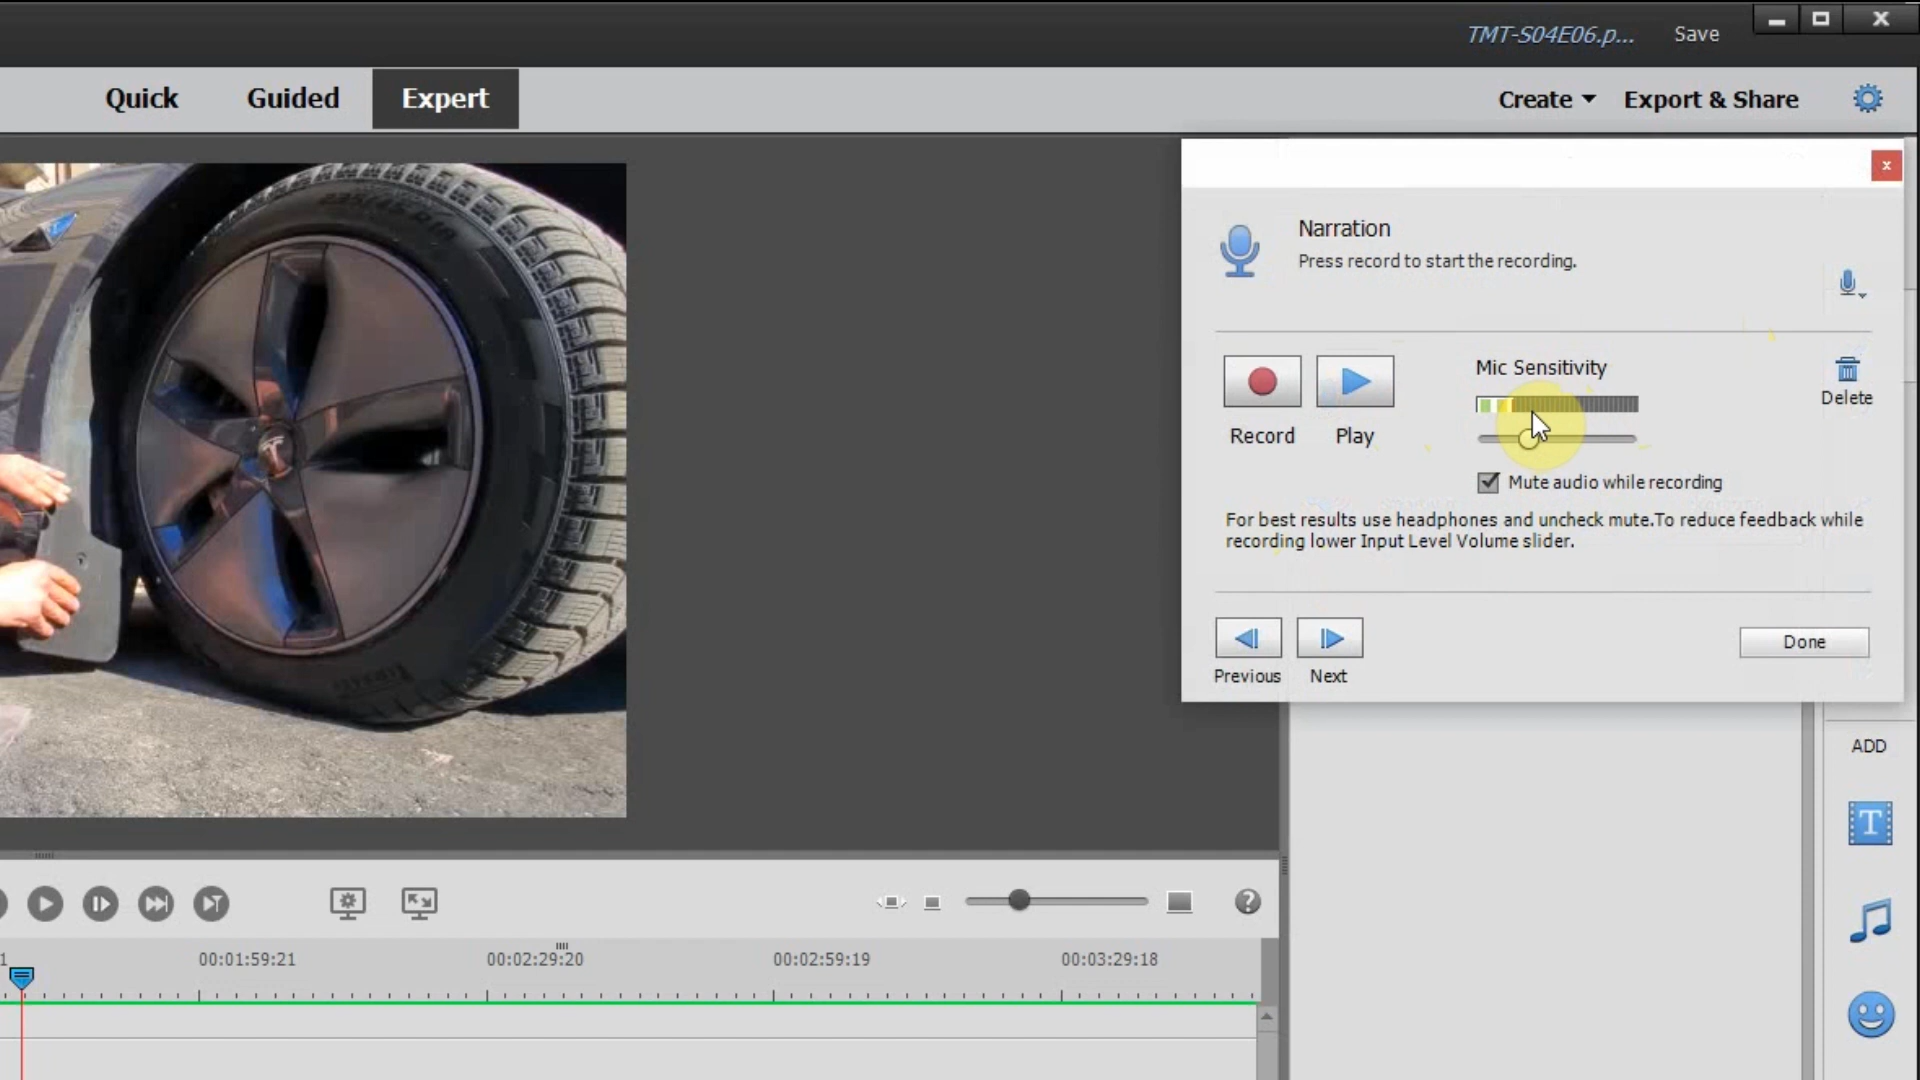 TMT-S04E06.p...
Save
Quick
Guided
Expert
Create
Export & Share
x
Narration
Press record to start the recording.
Mic Sensitivity
Delete
Record
Play
Mute audio while recording
For best results use headphones and uncheck mute.To reduce feedback while
recording lower Input Level Volume slider.
Done
Previous
Next
ADD
T
?
00:01:59:21
00:02:29:20
00:02:59:19
00:03:29:18